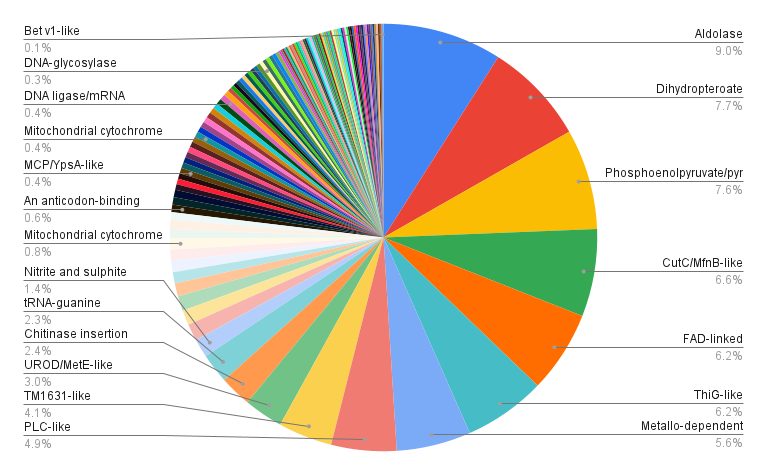 Bet v1-like
0.1%
DNA-glycosylase
0.3%
DNA ligase/mRNA
0.4%
Mitochondrial cytochrome
0.4%
MCP/YpsA-like
0.4%
An anticodon-binding
0.6%
Mitochondrial cytochrome
0.8%
Nitrite and sulphite
1.4%
tRNA-guanine
2.3%
Chitinase insertion
2.4%
UROD/MetE-like
3.0%
TM1631-like
4.1%
PLC-like
4.9%
Aldolase
9.0%
Dihydropteroate
7.7%
Phosphoenolpyruvate/pyr
7.6%
CutC/MfnB-like
6.6%
FAD-linked
6.2%
ThiG-like
6.2%
Metallo-dependent
5.6%